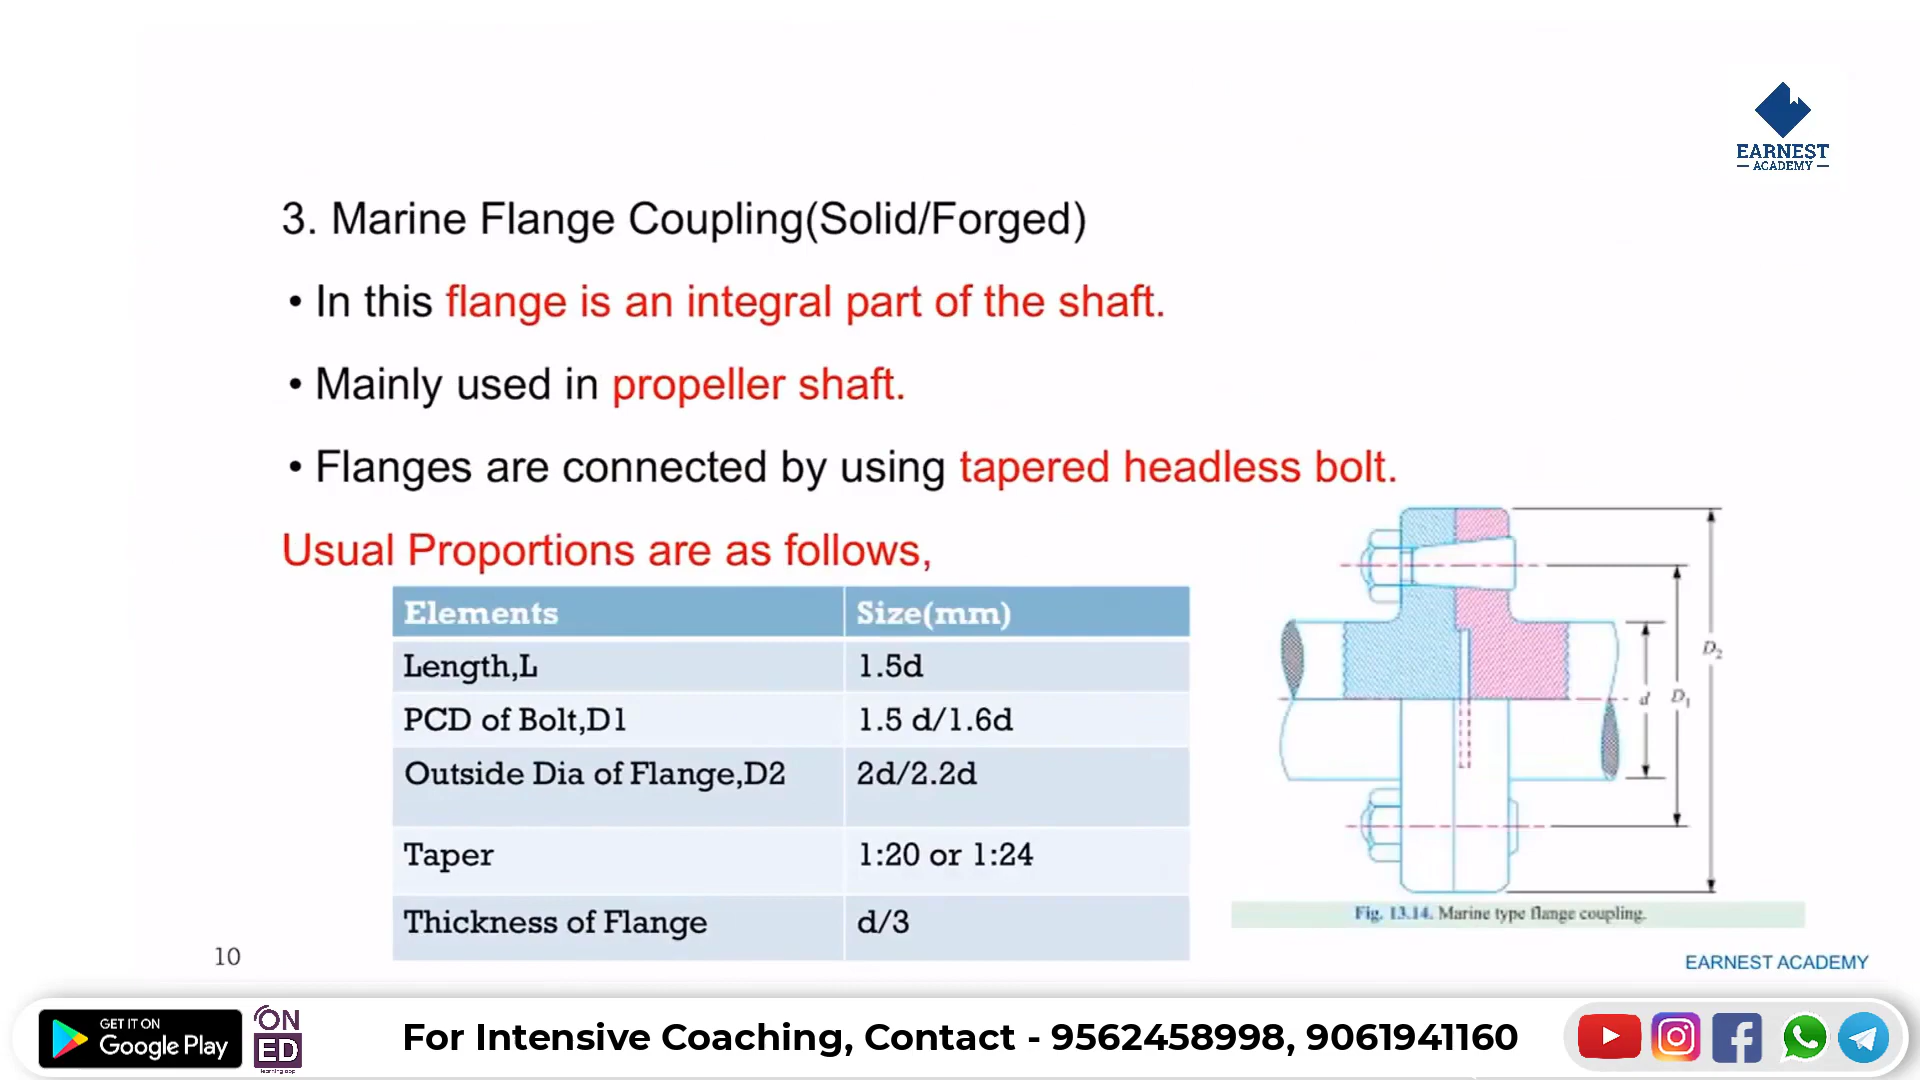 EARNEST
ACADEMY
3. Marine Flange Coupling(Solid/Forged)
• In this flange is an integral part of the shaft.
• Mainly used in propeller shaft.
• Flanges are connected by using tapered headless bolt.
Usual Proportions are as follows,
Elements Size(mm)
Length,L 1.5d
PCD of Bolt,D1 1.5 d/1.6d
Outside Dia of Flange,D2 2d/2.2d
Taper 1:20 or 1:24
Thickness of Flange d/3
d D1 D2
Fig. 13.14. Marine type flange coupling.
10
EARNEST ACADEMY
GET IT ON
Google Play
ON
ED
learning app
For Intensive Coaching, Contact - 9562458998, 9061941160